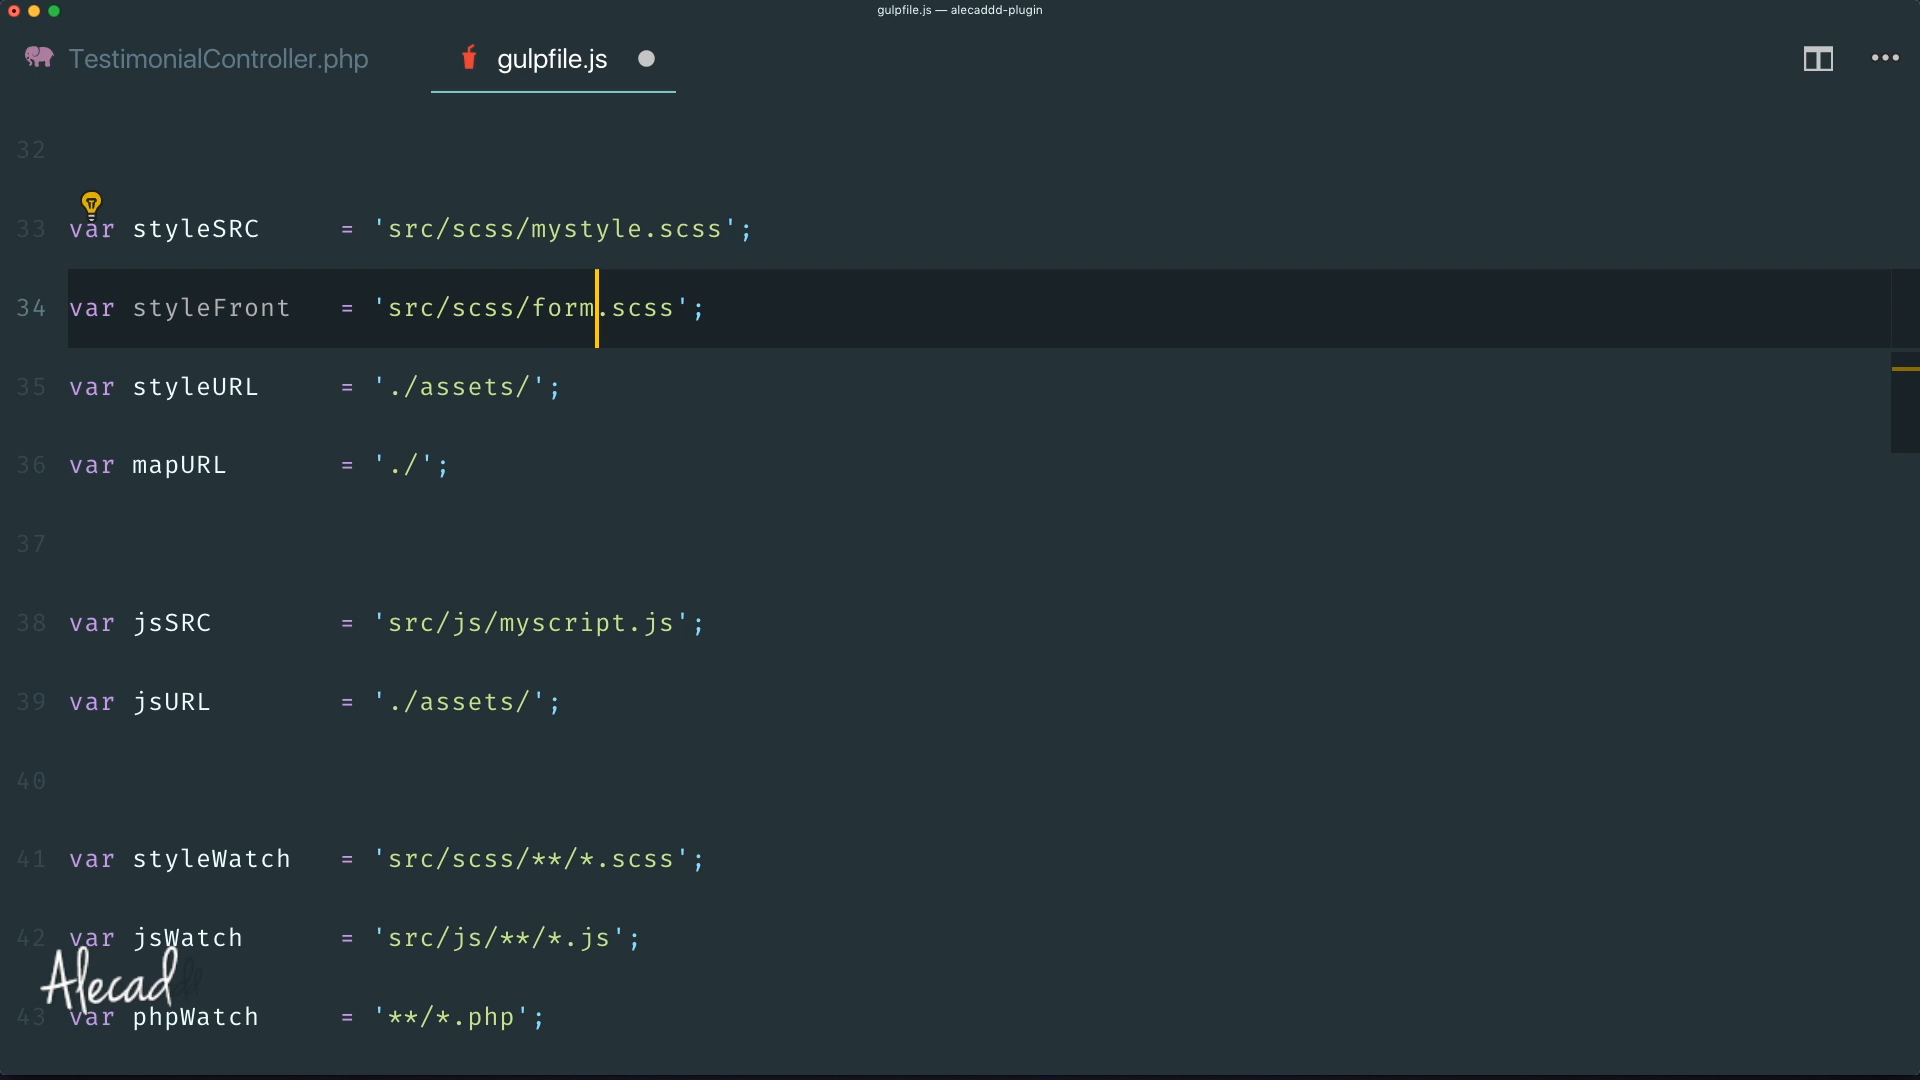 gulpfile.js — alecaddd-plugin
TestimonialController.php
gulpfile.js
32
33 var styleSRC = 'src/scss/mystyle.scss';
34 var styleFront = 'src/scss/form.scss';
35 var styleURL = './assets/';
36 var mapURL = './';
37
38 var jsSRC = 'src/js/myscript.js';
39 var jsURL = './assets/';
40
41 var styleWatch = 'src/scss/**/*.scss';
42 var jsWatch = 'src/js/**/*.js';
Alecad
43 var phpWatch = '**/*.php';